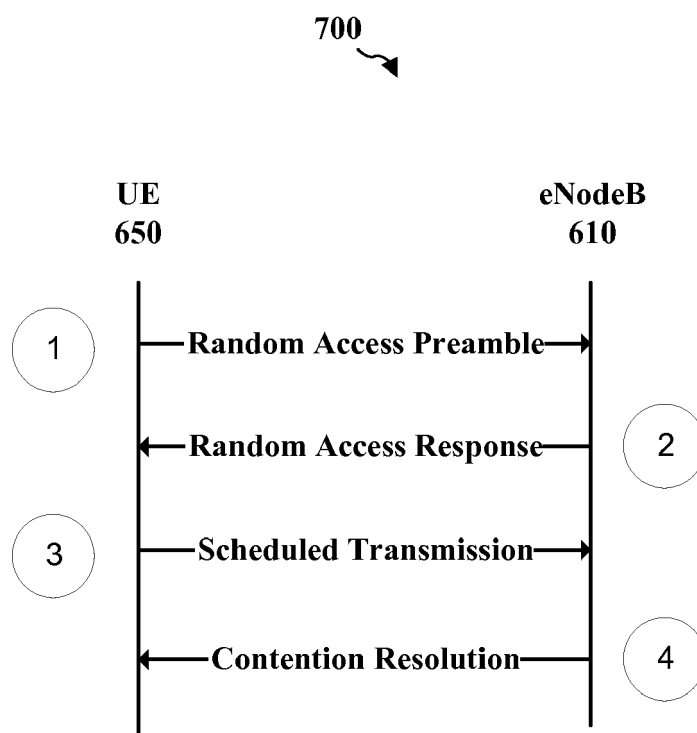 700
UE
650
eNodeB
610
1
Random Access Preamble
Random Access Response
2
3
Scheduled Transmission
Contention Resolution
4